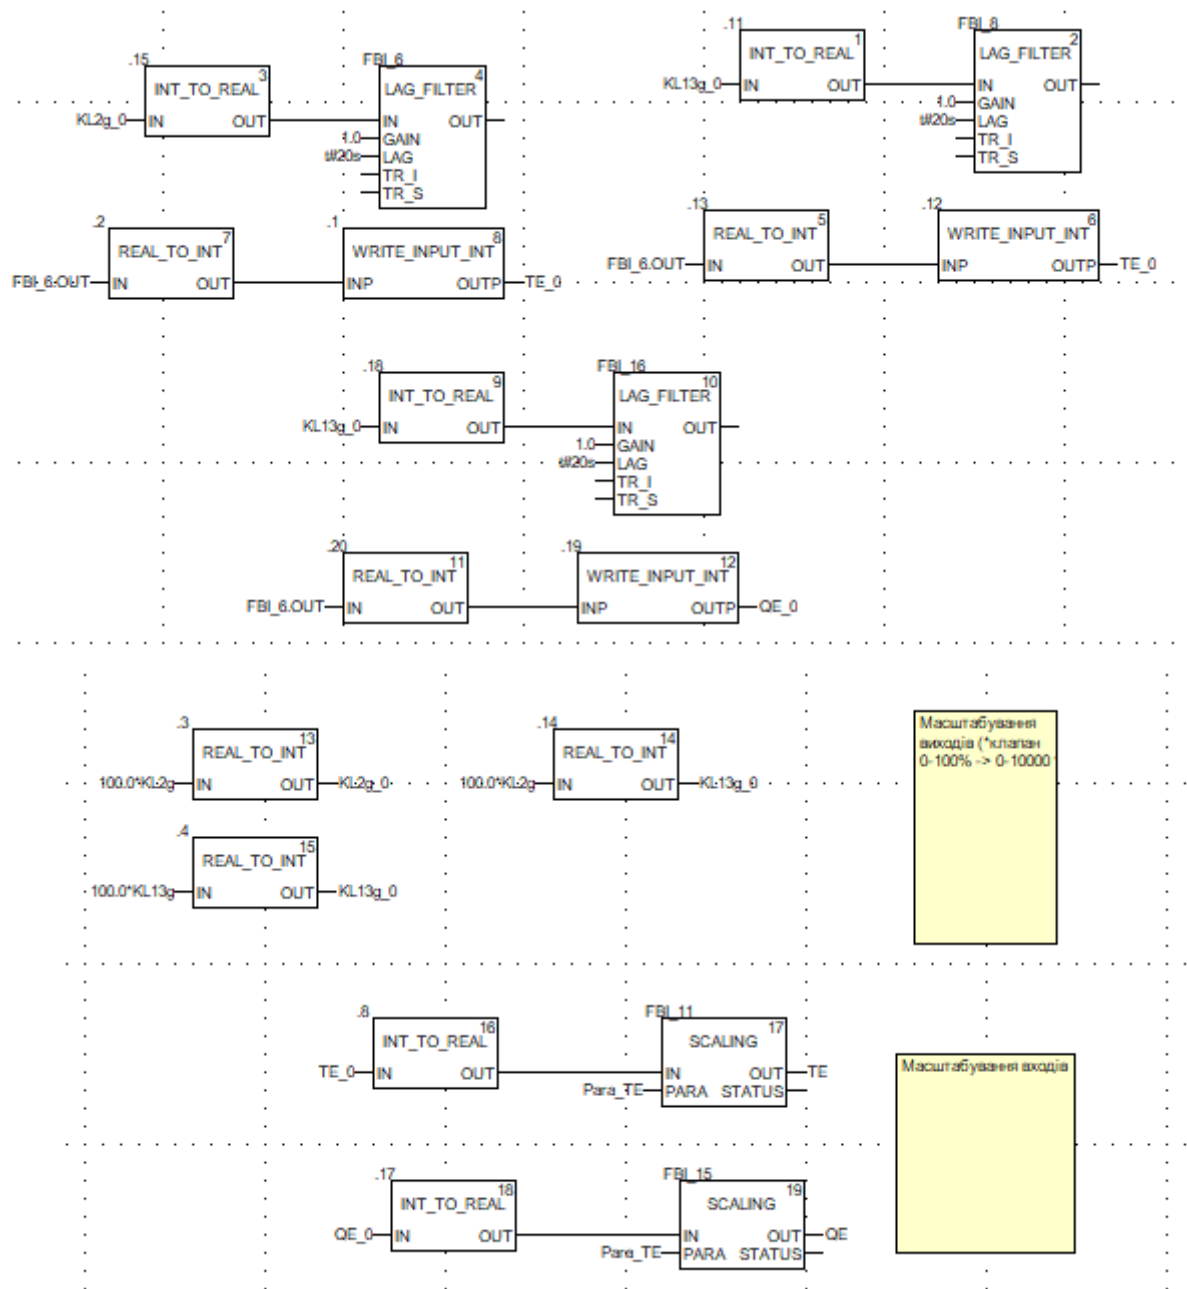 .15
INT_TO_REAL 3
KL2g_0 IN OUT
FBI_6
LAG_FILTER 4
IN OUT
1.0 GAIN
t#20s LAG
TR_I
TR_S
.11
INT_TO_REAL 1
KL13g_0 IN OUT
FBI_8
LAG_FILTER 2
IN OUT
1.0 GAIN
t#20s LAG
TR_I
TR_S
.2
REAL_TO_INT 7
FBI_6.OUT IN OUT
.1
WRITE_INPUT_INT 8
INP OUTP TE_0
.13
REAL_TO_INT 5
FBI_6.OUT IN OUT
.12
WRITE_INPUT_INT 6
INP OUTP TE_0
.18
INT_TO_REAL 9
KL13g_0 IN OUT
FBI_16
LAG_FILTER 10
IN OUT
1.0 GAIN
t#20s LAG
TR_I
TR_S
.20
REAL_TO_INT 11
FBI_6.OUT IN OUT
.19
WRITE_INPUT_INT 12
INP OUTP QE_0
.3
REAL_TO_INT 13
100.0*KL2g IN OUT KL2g_0
.14
REAL_TO_INT 14
100.0*KL2g IN OUT KL13g_0
Масштабування
виходів (*клапан
0-100% -> 0-10000
.4
REAL_TO_INT 15
100.0*KL13g IN OUT KL13g_0
.8
INT_TO_REAL 16
TE_0 IN OUT
FBI_11
SCALING 17
IN OUT TE
Para_TE PARA STATUS
Масштабування входів
.17
INT_TO_REAL 18
QE_0 IN OUT
FBI_15
SCALING 19
IN OUT QE
Para_TE PARA STATUS